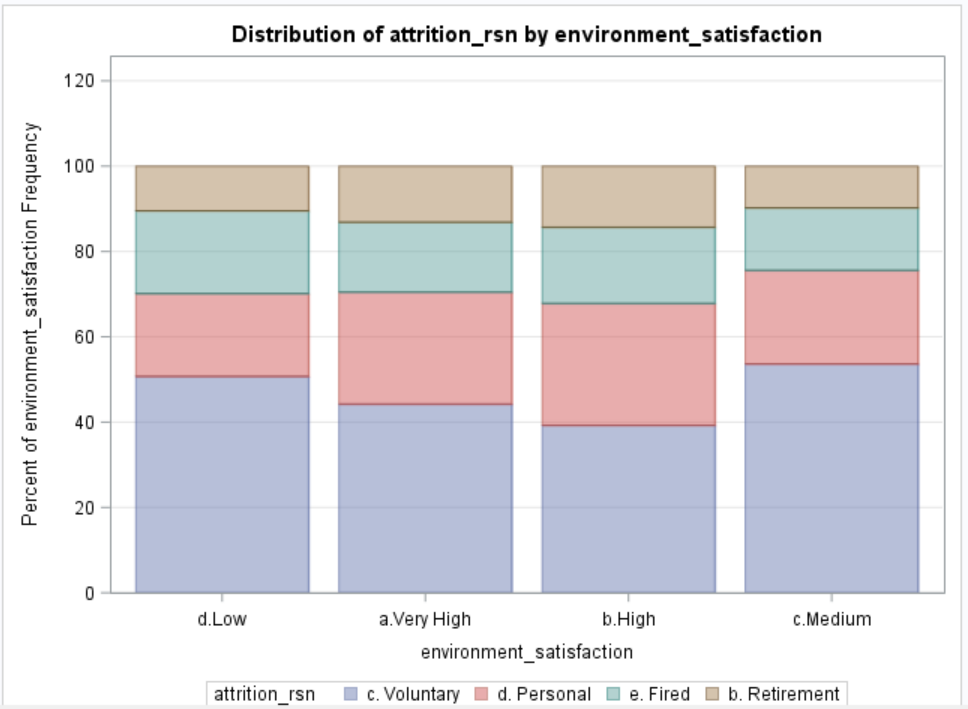 Distribution of attrition_rsn by environment_satisfaction
Percent of environment_satisfaction Frequency
120
100
80
60
40
20
0
d.Low a.Very High b.High c.Medium
environment_satisfaction
attrition_rsn c. Voluntary d. Personal e. Fired b. Retirement